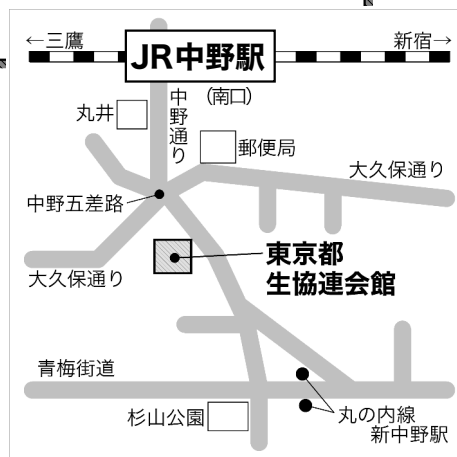 ←三鷹
新宿→
JR中野駅
(南口)
中野通り
丸井
郵便局
大久保通り
中野五差路
大久保通り
東京都
生協連会館
青梅街道
杉山公園
丸の内線
新中野駅